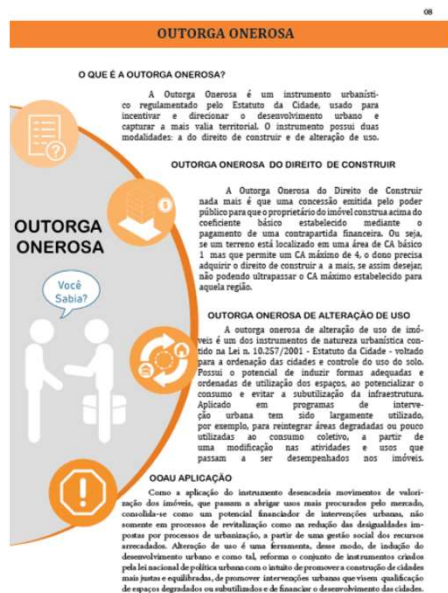 08
OUTORGA ONEROSA
O QUE É A OUTORGA ONEROSA?
A Outorga Onerosa é um instrumento urbanísti-
co regulamentado pelo Estatuto da Cidade, usado para
incentivar e direcionar o desenvolvimento urbano e
capturar a mais valia territorial. O instrumento possui duas
modalidades: a do direito de construir e de alteração de uso.
OUTORGA ONEROSA DO DIREITO DE CONSTRUIR
A Outorga Onerosa do Direito de Construir
nada mais é que uma concessão emitida pelo poder
público para que o proprietário do imóvel construa acima do
coeficiente básico estabelecido mediante o
pagamento de uma contrapartida financeira. Ou seja,
se um terreno está localizado em uma área de CA básico
1 mas que permite um CA máximo de 4, o dono precisa
adquirir o direito de construir a a mais, se assim desejar,
não podendo ultrapassar o CA máximo estabelecido para
aquela região.
OUTORGA
ONEROSA
Você
Sabia?
OUTORGA ONEROSA DE ALTERAÇÃO DE USO
A outorga onerosa de alteração de uso de imó-
veis é um dos instrumentos de natureza urbanística con-
tido na Lei n. 10.257/2001 - Estatuto da Cidade - voltado
para a ordenação das cidades e controle do uso do solo.
Possui o potencial de induzir formas adequadas e
ordenadas de utilização dos espaços, ao potencializar o
consumo e evitar a subutilização da infraestrutura.
Aplicado em programas de interve-
ção urbana tem sido largamente utilizado,
por exemplo, para reintegrar áreas degradadas ou pouco
utilizadas ao consumo coletivo, a partir de
uma modificação nas atividades e usos que
passam a ser desempenhados nos imóveis.
OOAU APLICAÇÃO
Como a aplicação do instrumento desencadeia movimentos de valori-
zação dos imóveis, que passam a abrigar usos mais procurados pelo mercado,
consolida-se como um potencial financiador de intervenções urbanas, não
somente em processos de revitalização como na redução das desigualdades im-
postas por processos de urbanização, a partir de uma gestão social dos recursos
arrecadados. Alteração de uso é uma ferramenta, desse modo, de indução do
desenvolvimento urbano e como tal, reforma o conjunto de instrumentos criados
pela lei nacional de política urbana com o intuito de promover a construção de cidades
mais justas e equilibradas, de promover intervenções urbanas que visem qualificação
de espaços degradados ou subutilizados e de financiar o desenvolvimento das cidades.